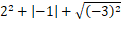 2² + |−1| + √(−3)²